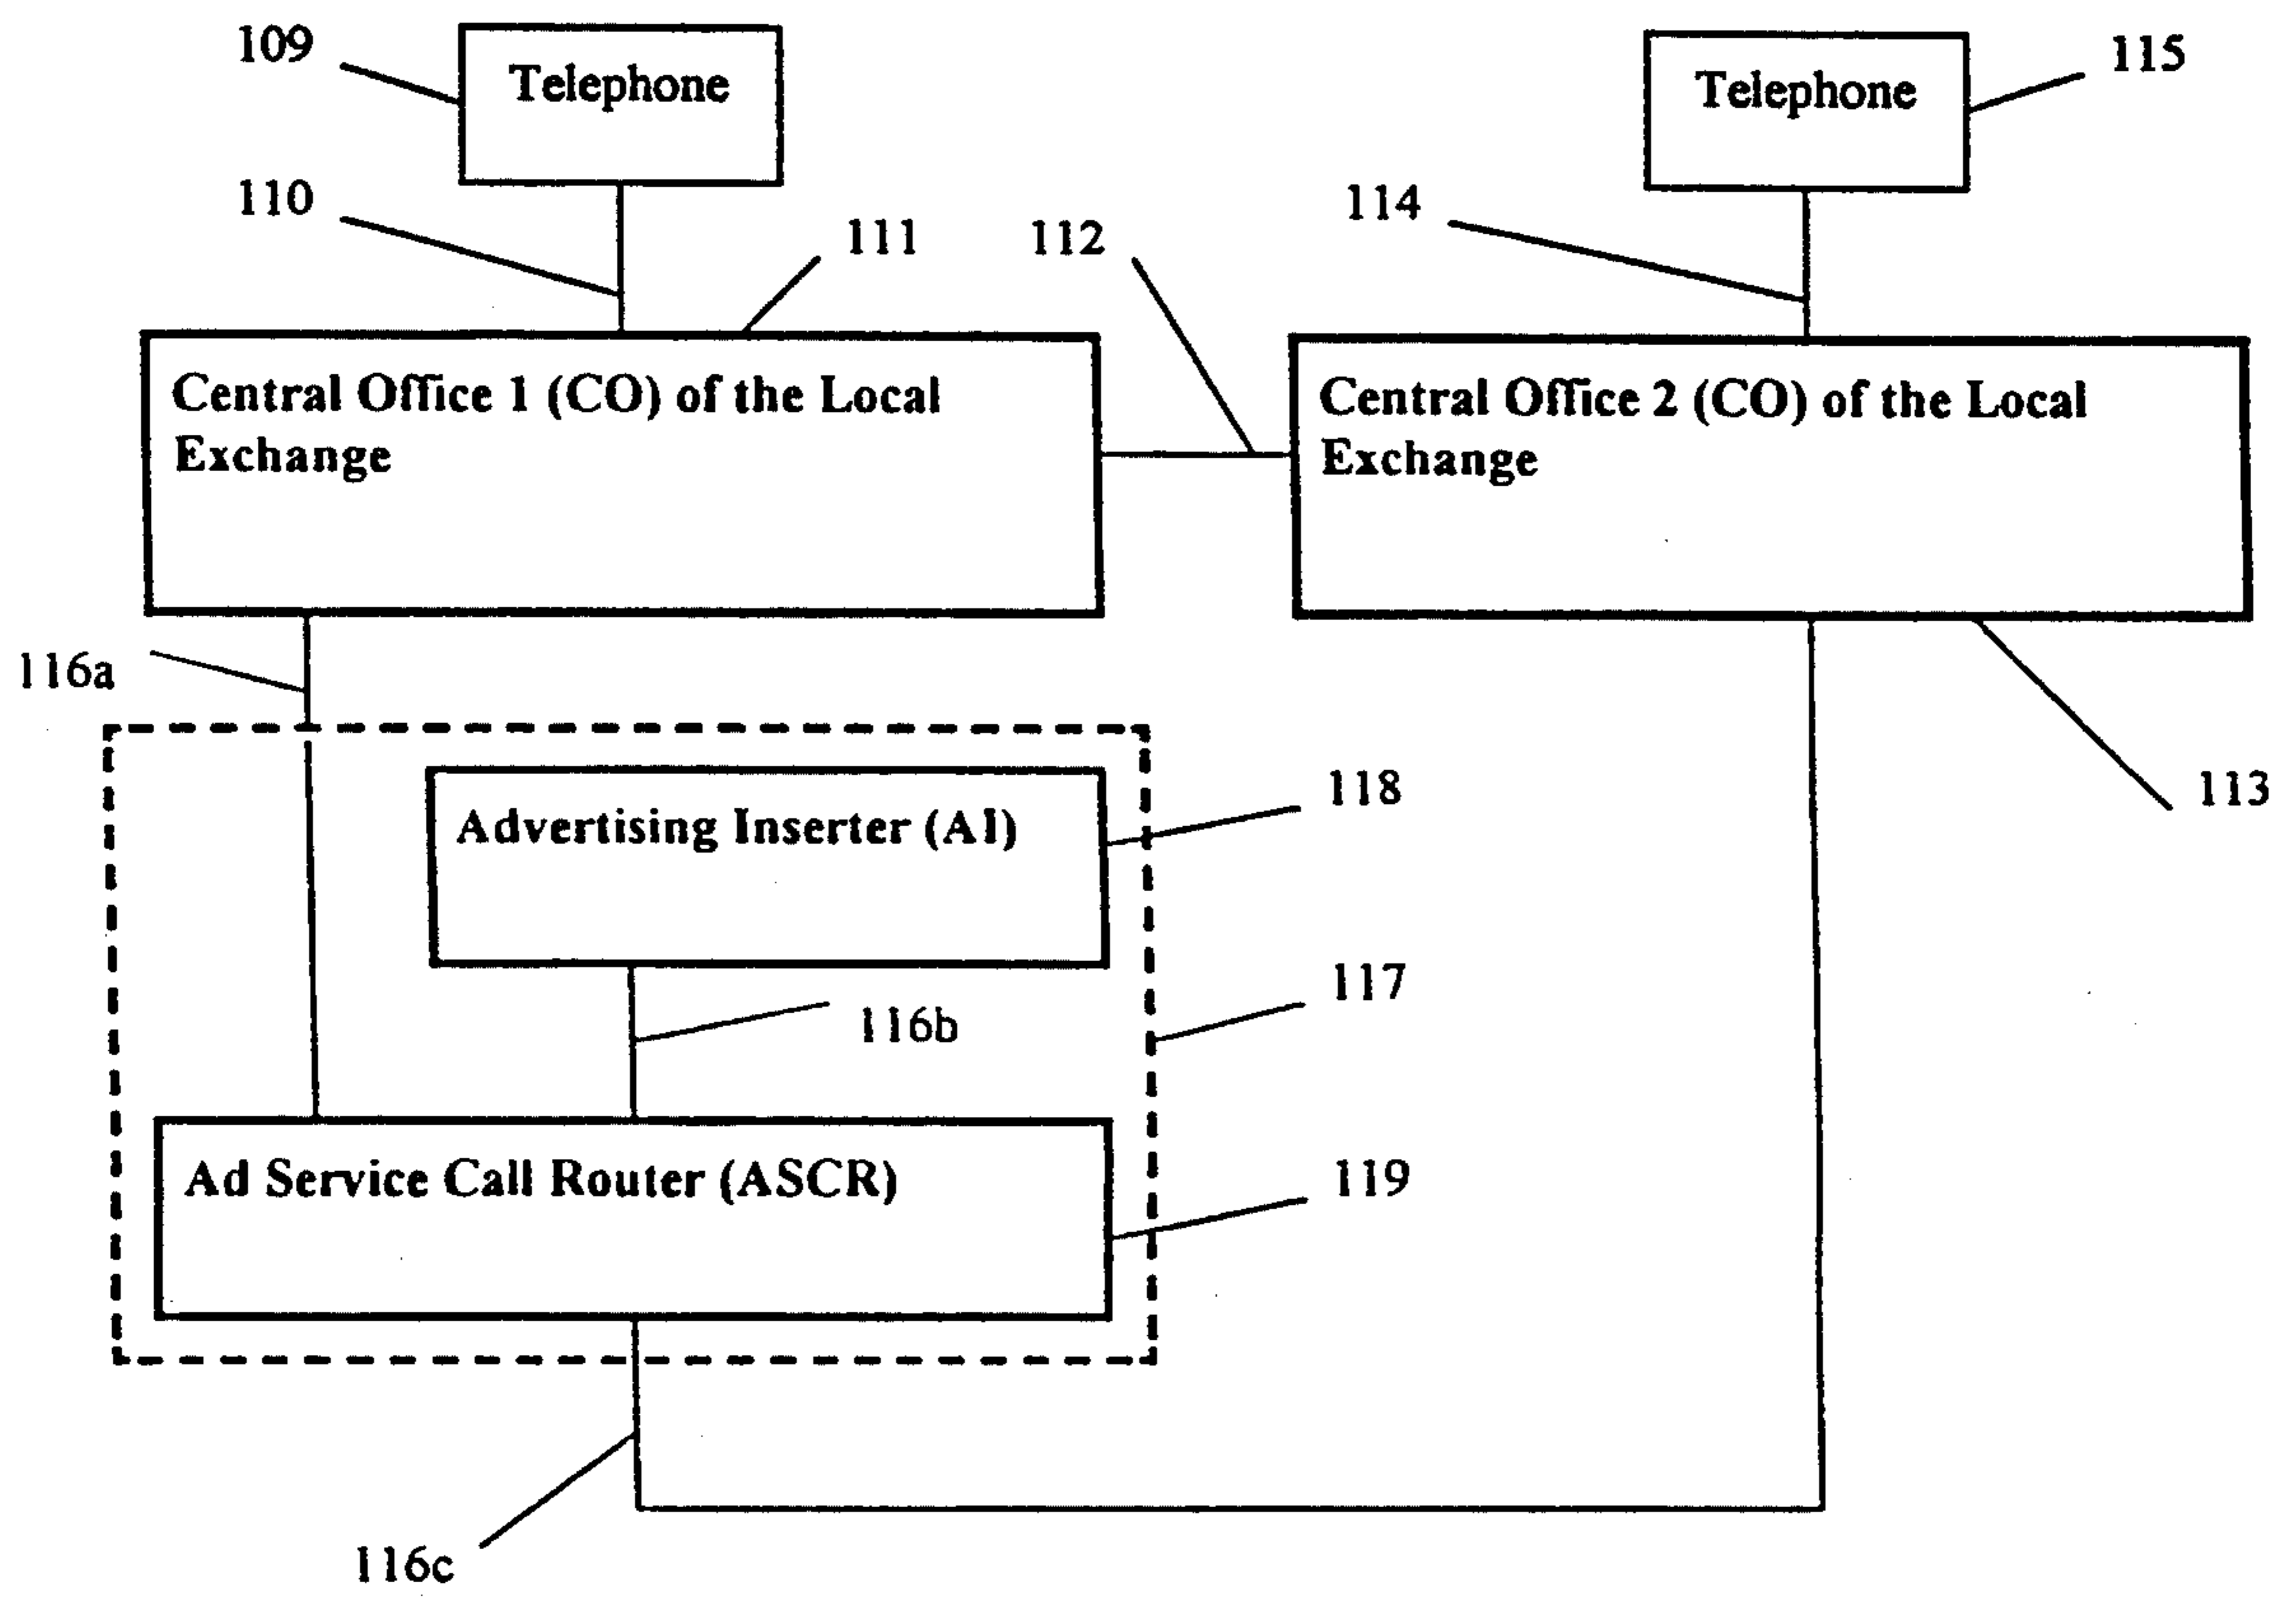 109
Telephone
115
Telephone
110
111
112
114
Central Office 1 (CO) of the Local
Exchange
Central Office 2 (CO) of the Local
Exchange
116a
118
113
Advertising Inserter (AI)
117
116b
119
Ad Service Call Router (ASCR)
116c